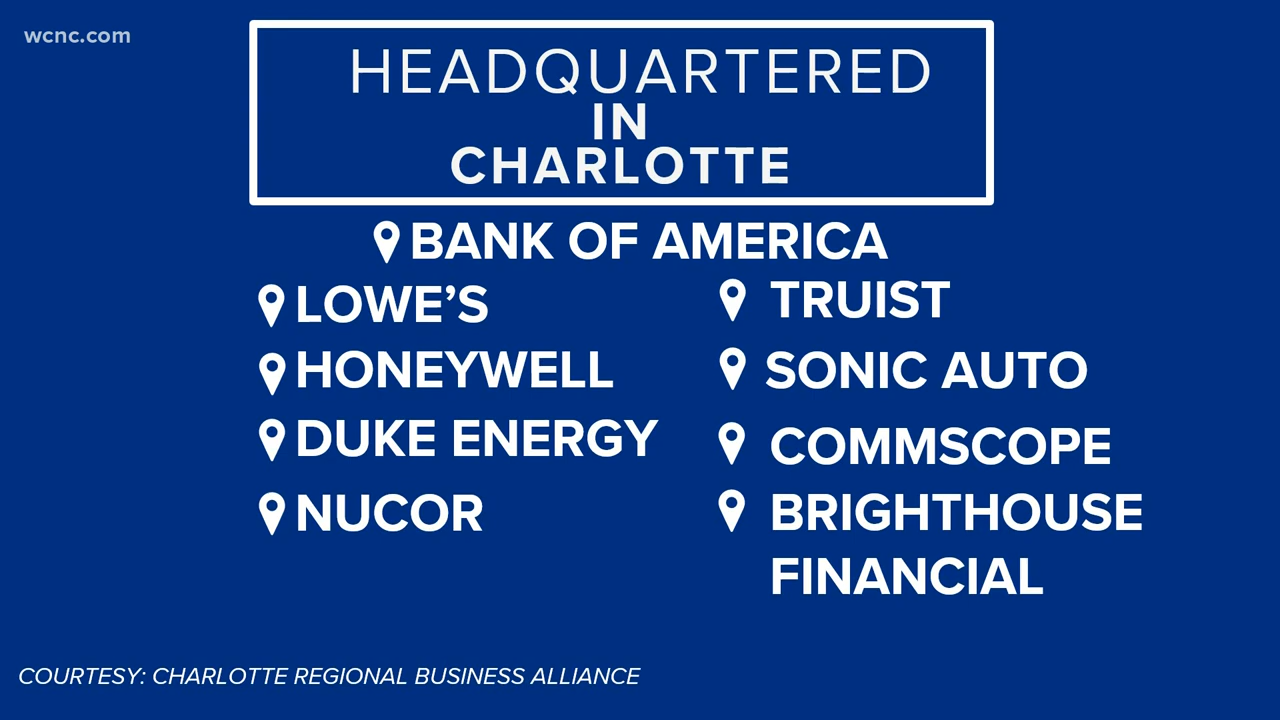 wcnc.com
HEADQUARTERED
IN
CHARLOTTE
BANK OF AMERICA
LOWE’S
HONEYWELL
DUKE ENERGY
NUCOR
TRUIST
SONIC AUTO
COMMSCOPE
BRIGHTHOUSE
FINANCIAL
COURTESY: CHARLOTTE REGIONAL BUSINESS ALLIANCE